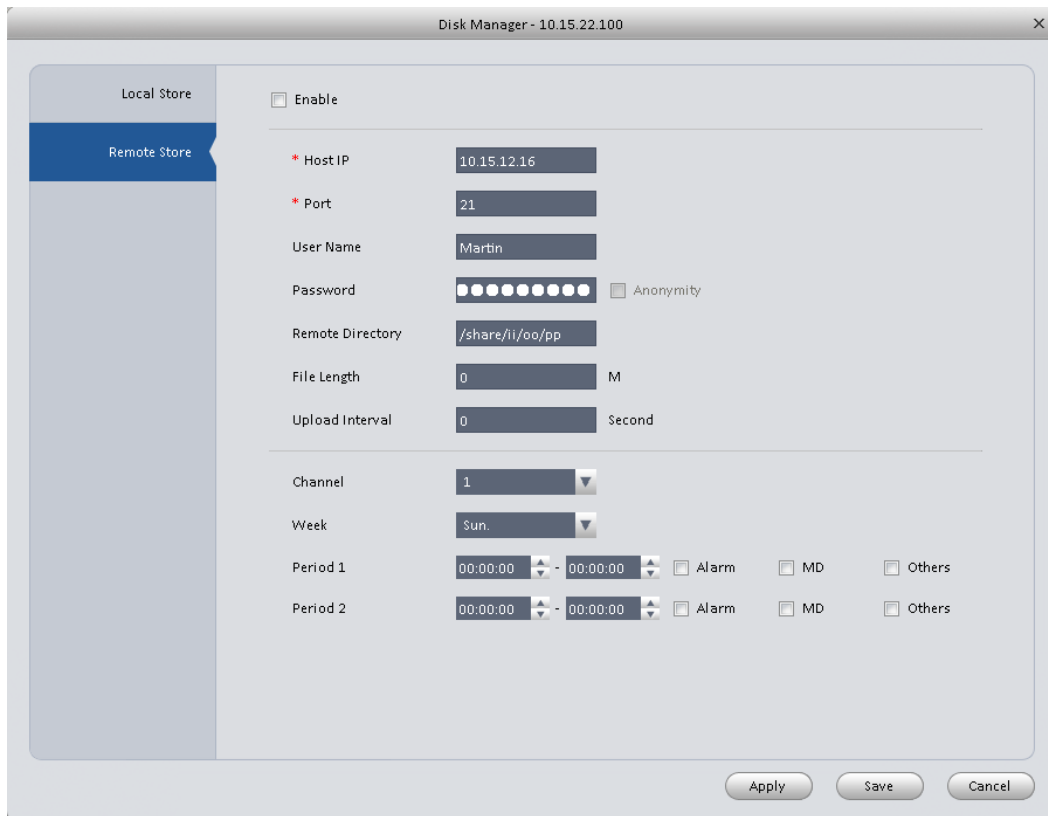 Disk Manager - 10.15.22.100
Local Store
Remote Store
Enable
* Host IP 10.15.12.16
* Port 21
User Name Martin
Password Anonymity
Remote Directory /share/ii/oo/pp
File Length 0 M
Upload Interval 0 Second
Channel 1
Week Sun.
Period 1 00:00:00 - 00:00:00 Alarm MD Others
Period 2 00:00:00 - 00:00:00 Alarm MD Others
Apply Save Cancel